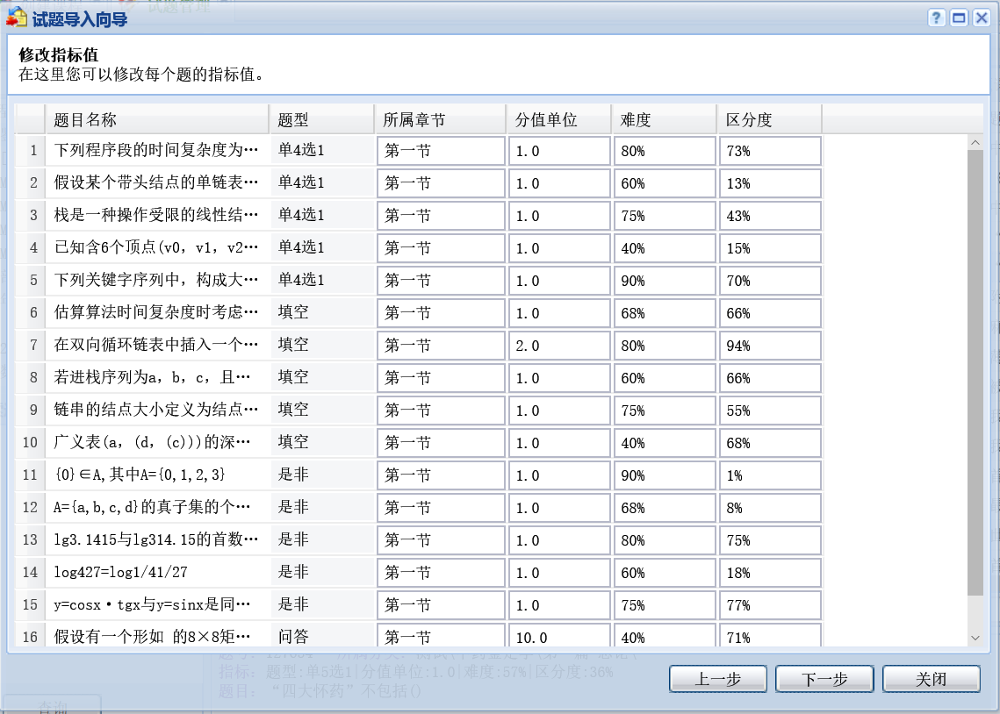 试题导入向导
修改指标值
在这里您可以修改每个题的指标值。
题目名称 题型 所属章节 分值单位 难度 区分度
1 下列程序段的时间复杂度为… 单4选1 第一节 1.0 80% 73%
2 假设某个带头结点的单链表… 单4选1 第一节 1.0 60% 13%
3 栈是一种操作受限的线性结… 单4选1 第一节 1.0 75% 43%
4 已知含6个顶点(v0，v1，v2… 单4选1 第一节 1.0 40% 15%
5 下列关键字序列中，构成大… 单4选1 第一节 1.0 90% 70%
6 估算算法时间复杂度时考虑… 填空 第一节 1.0 68% 66%
7 在双向循环链表中插入一个… 填空 第一节 2.0 80% 94%
8 若进栈序列为a，b，c，且… 填空 第一节 1.0 60% 66%
9 链串的结点大小定义为结点… 填空 第一节 1.0 75% 55%
10 广义表(a，(d，(c)))的深… 填空 第一节 1.0 40% 68%
11 {0}∈A,其中A={0,1,2,3} 是非 第一节 1.0 90% 1%
12 A={a,b,c,d}的真子集的个… 是非 第一节 1.0 68% 8%
13 lg3.1415与lg314.15的首数… 是非 第一节 1.0 80% 75%
14 log427=log1/41/27 是非 第一节 1.0 60% 18%
15 y=cosx·tgx与y=sinx是同… 是非 第一节 1.0 75% 77%
16 假设有一个形如 的8×8矩… 问答 第一节 10.0 40% 71%
指标: 题型:单5选1|分值单位:1.0|难度:57%|区分度:36%
题目: “四大怀药”不包括()
上一步 下一步 关闭
查询